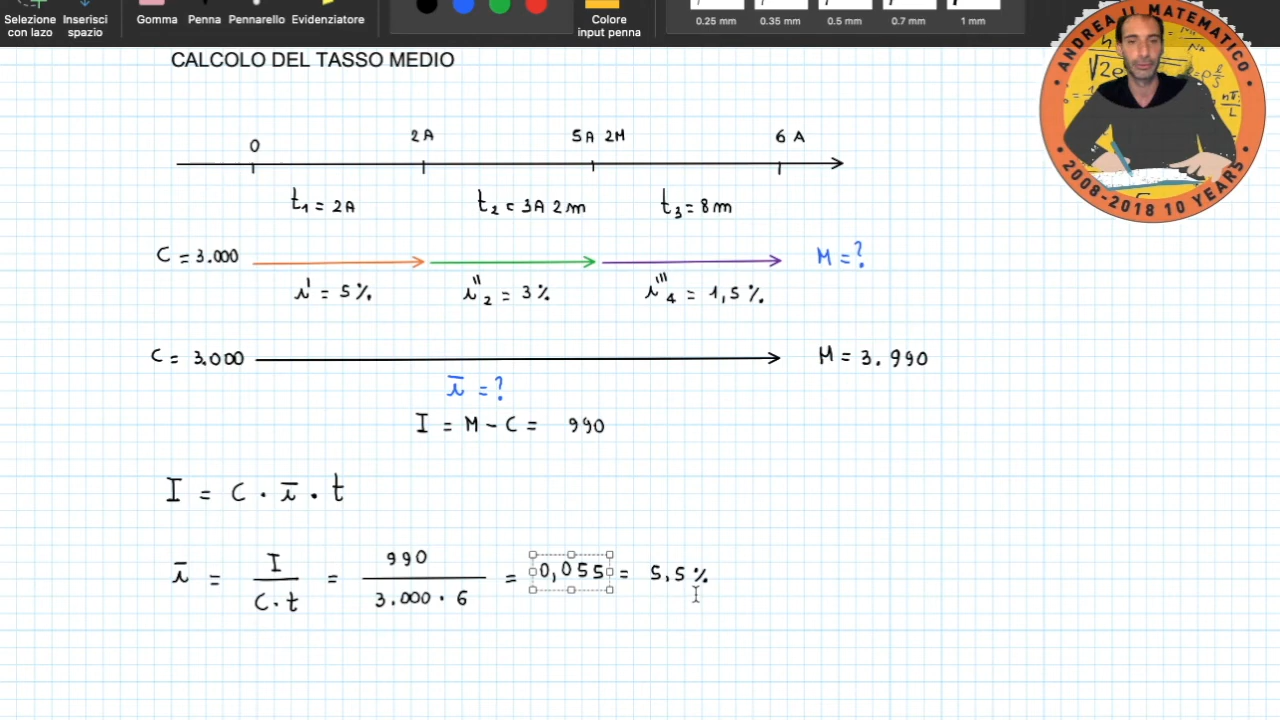 Selezione con lazo
Inserisci spazio
Gomma
Penna
Pennarello
Evidenziatore
Colore input penna
0.25 mm
0.35 mm
0.5 mm
0.7 mm
1 mm
ANDREA IL MATEMATICO
2008-2018 10 YEARS
CALCOLO DEL TASSO MEDIO
0 2A 5A 2M 6 A
t₁ = 2A t₂ = 3A 2m t₃ = 8m
C = 3.000 M = ?
i' = 5% i''₂ = 3% i'''₄ = 1,5%
C = 3.000 M = 3.990
i̅ = ?
I = M - C = 990
I = C · i̅ · t
i̅ = I / C · t = 990 / 3.000 · 6 = 0,055 = 5,5%